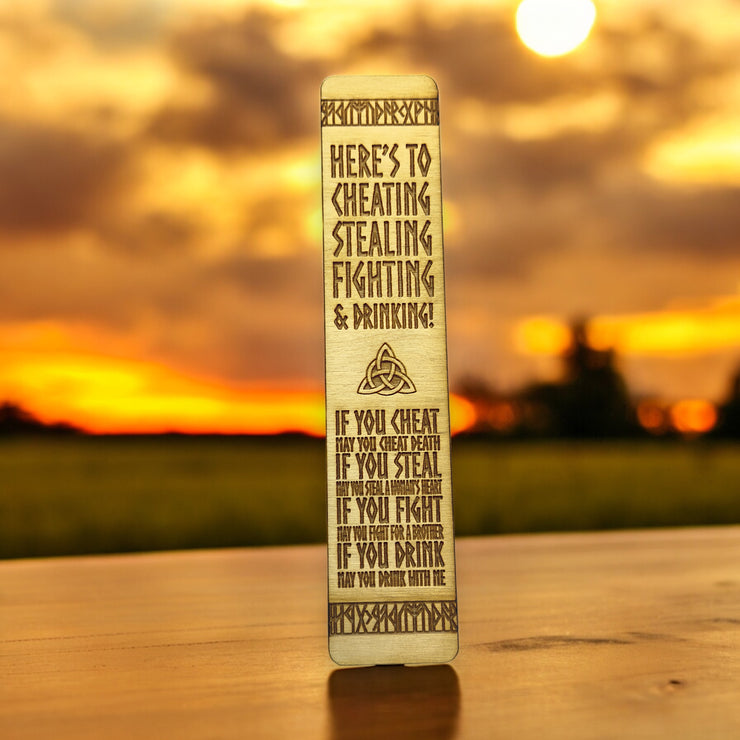 HERE'S TO
CHEATING
STEALING
FIGHTING
& DRINKING!
IF YOU CHEAT
MAY YOU CHEAT DEATH
IF YOU STEAL
MAY YOU STEAL A WOMAN'S HEART
IF YOU FIGHT
MAY YOU FIGHT FOR A BROTHER
IF YOU DRINK
MAY YOU DRINK WITH ME